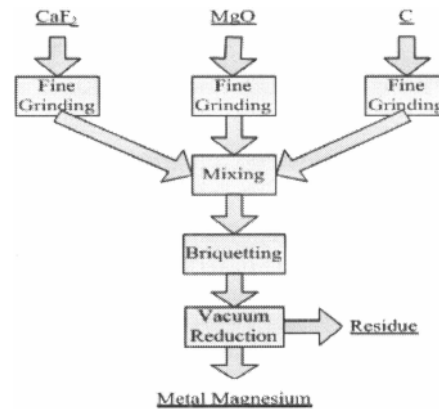 CaF₂ MgO C
Fine Fine Fine
Grinding Grinding Grinding
Mixing
Briquetting
Vacuum
Reduction
Residue
Metal Magnesium